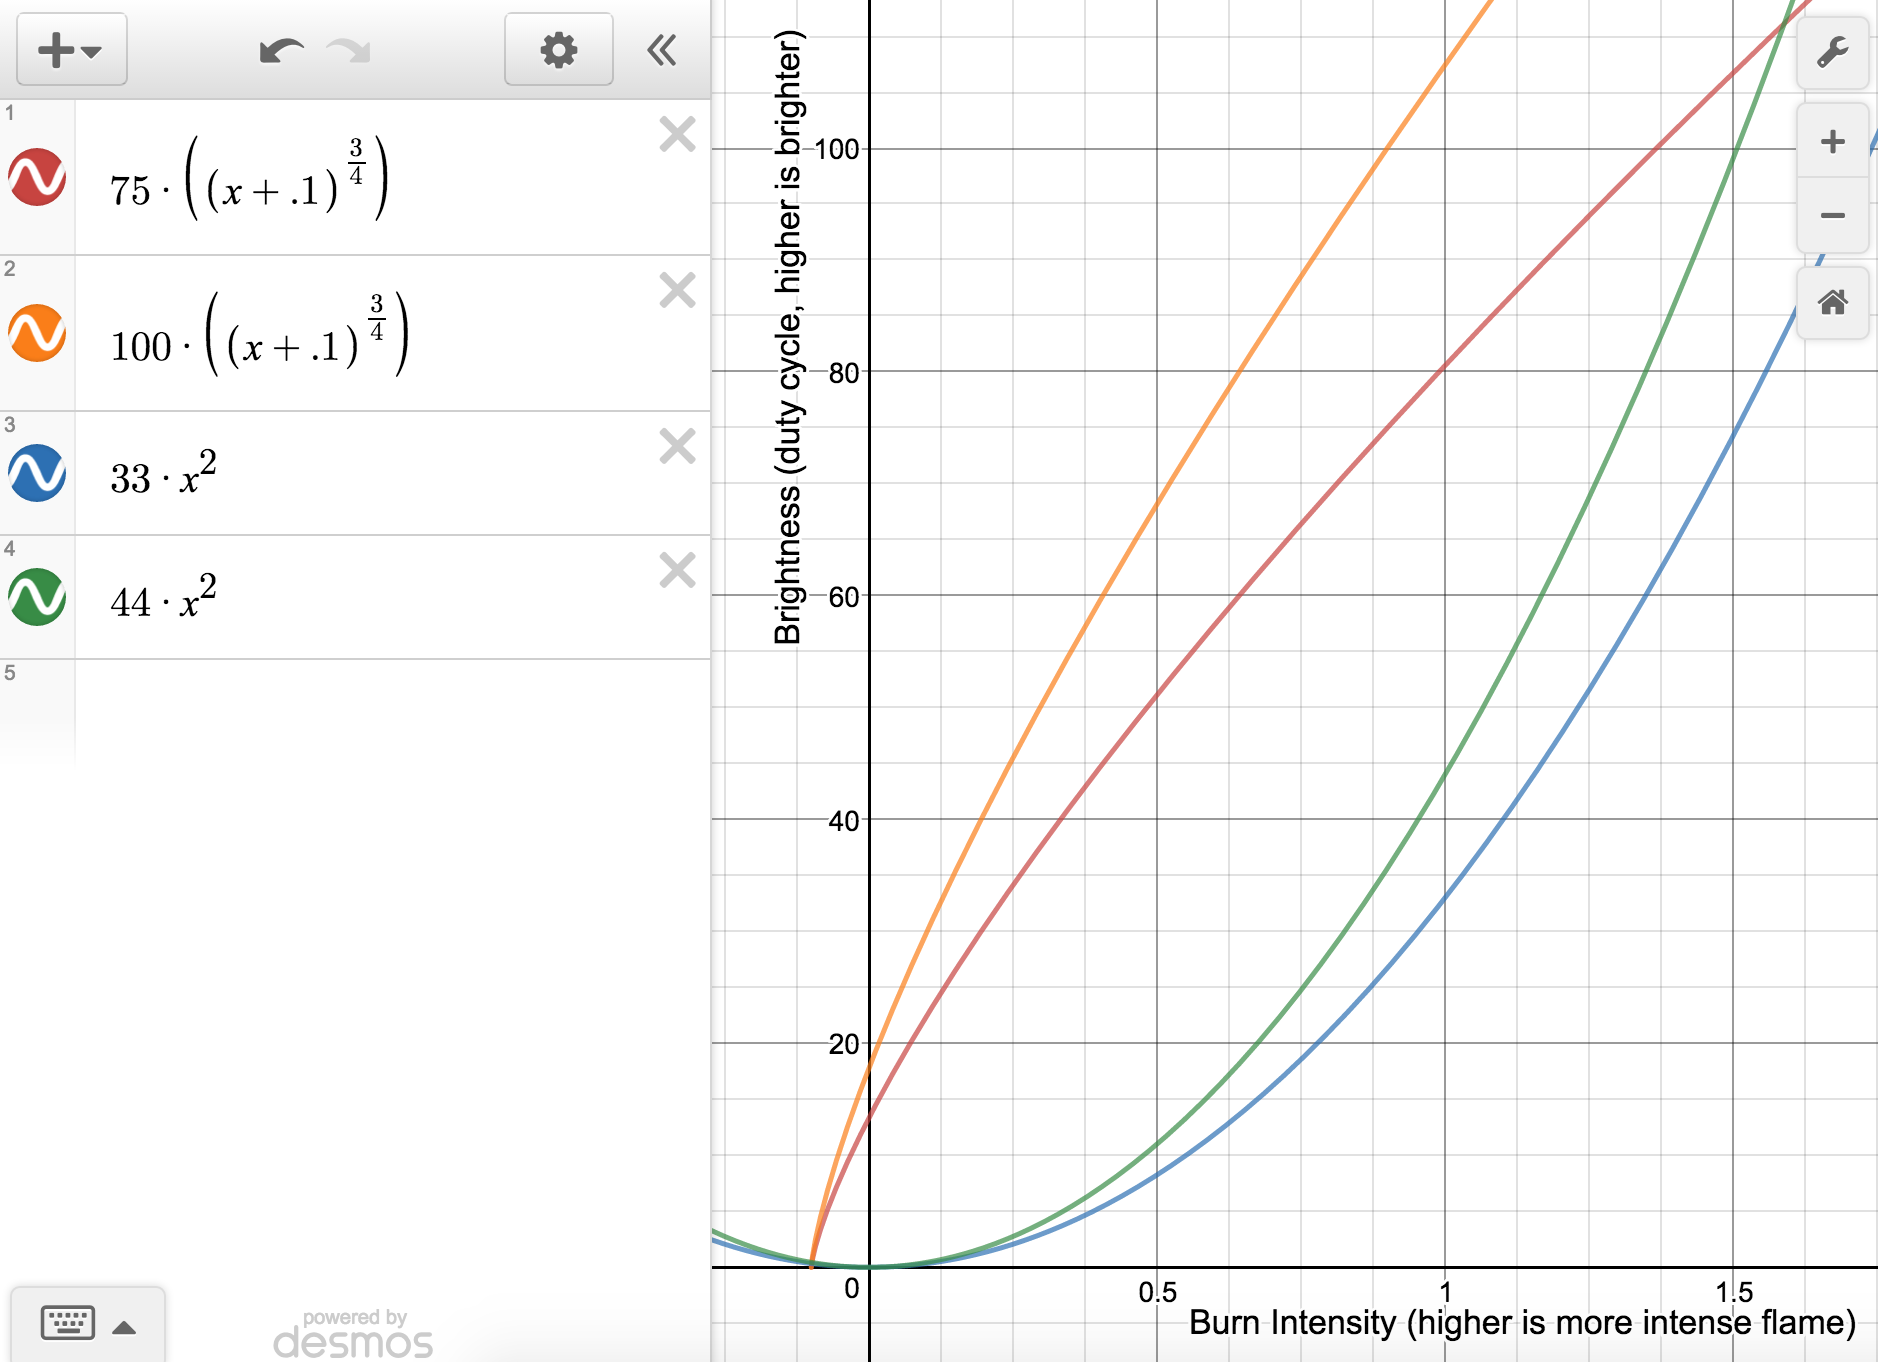 1
75 · ((x + .1)^(3/4))
2
100 · ((x + .1)^(3/4))
3
33 · x^2
4
44 · x^2
5
powered by
desmos
Brightness (duty cycle, higher is brighter)
100
80
60
40
20
0
0.5
1
1.5
Burn Intensity (higher is more intense flame)